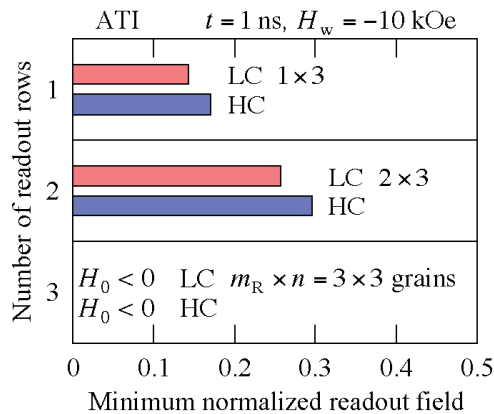 ATI t = 1 ns, H_w = −10 kOe
Number of readout rows
1
LC 1 × 3
HC
2
LC 2 × 3
HC
3
H_0 < 0 LC m_R × n = 3 × 3 grains
H_0 < 0 HC
0 0.1 0.2 0.3 0.4 0.5
Minimum normalized readout field